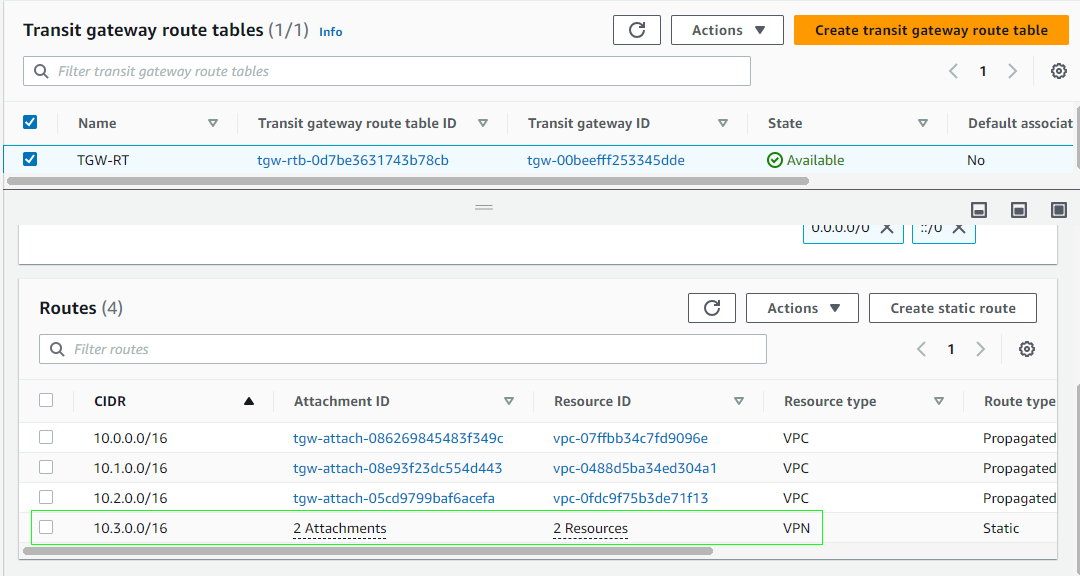 Transit gateway route tables (1/1) Info
Actions ▼
Create transit gateway route table
Filter transit gateway route tables
1
Name
Transit gateway route table ID
Transit gateway ID
State
Default associat
TGW-RT
tgw-rtb-0d7be3631743b78cb
tgw-00beefff253345dde
Available
No
0.0.0.0/0
::/0
Routes (4)
Actions ▼
Create static route
Filter routes
1
CIDR
Attachment ID
Resource ID
Resource type
Route type
10.0.0.0/16
tgw-attach-086269845483f349c
vpc-07ffbb34c7fd9096e
VPC
Propagated
10.1.0.0/16
tgw-attach-08e93f23dc554d443
vpc-0488d5ba34ed304a1
VPC
Propagated
10.2.0.0/16
tgw-attach-05cd9799baf6acefa
vpc-0fdc9f75b3de71f13
VPC
Propagated
10.3.0.0/16
2 Attachments
2 Resources
VPN
Static